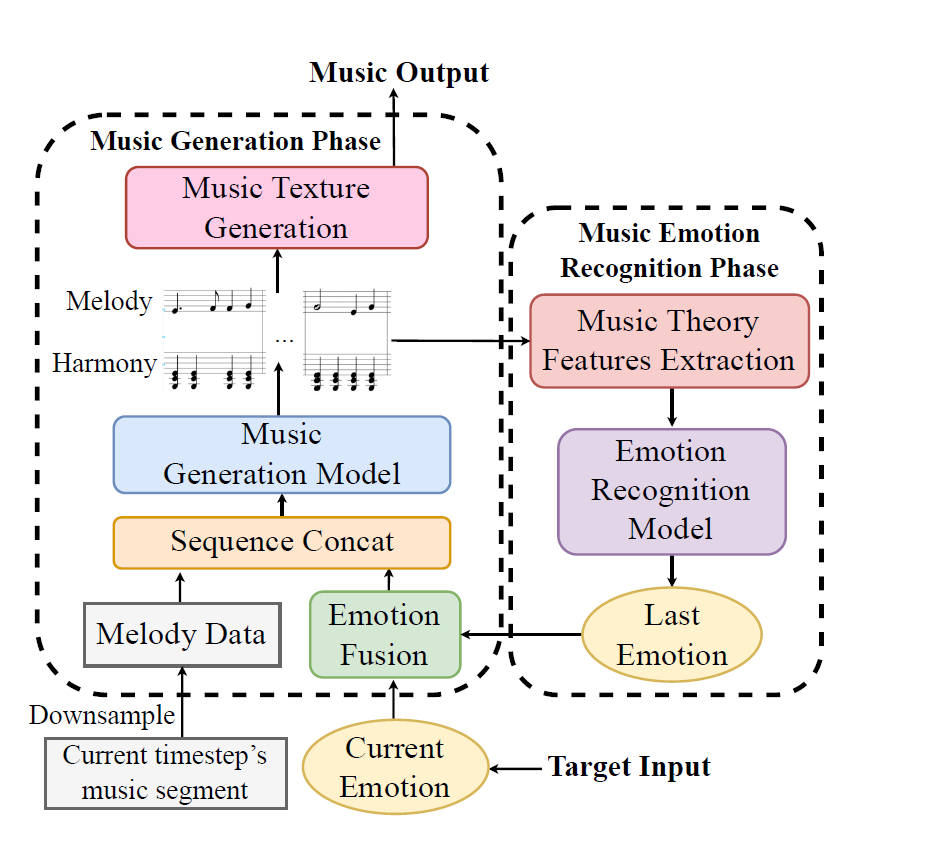 Music Output
Music Generation Phase
Music Texture
Generation
Melody
...
Harmony
Music
Generation Model
Sequence Concat
Melody Data
Emotion
Fusion
Downsample
Current timestep's
music segment
Current
Emotion
Target Input
Music Emotion
Recognition Phase
Music Theory
Features Extraction
Emotion
Recognition
Model
Last
Emotion